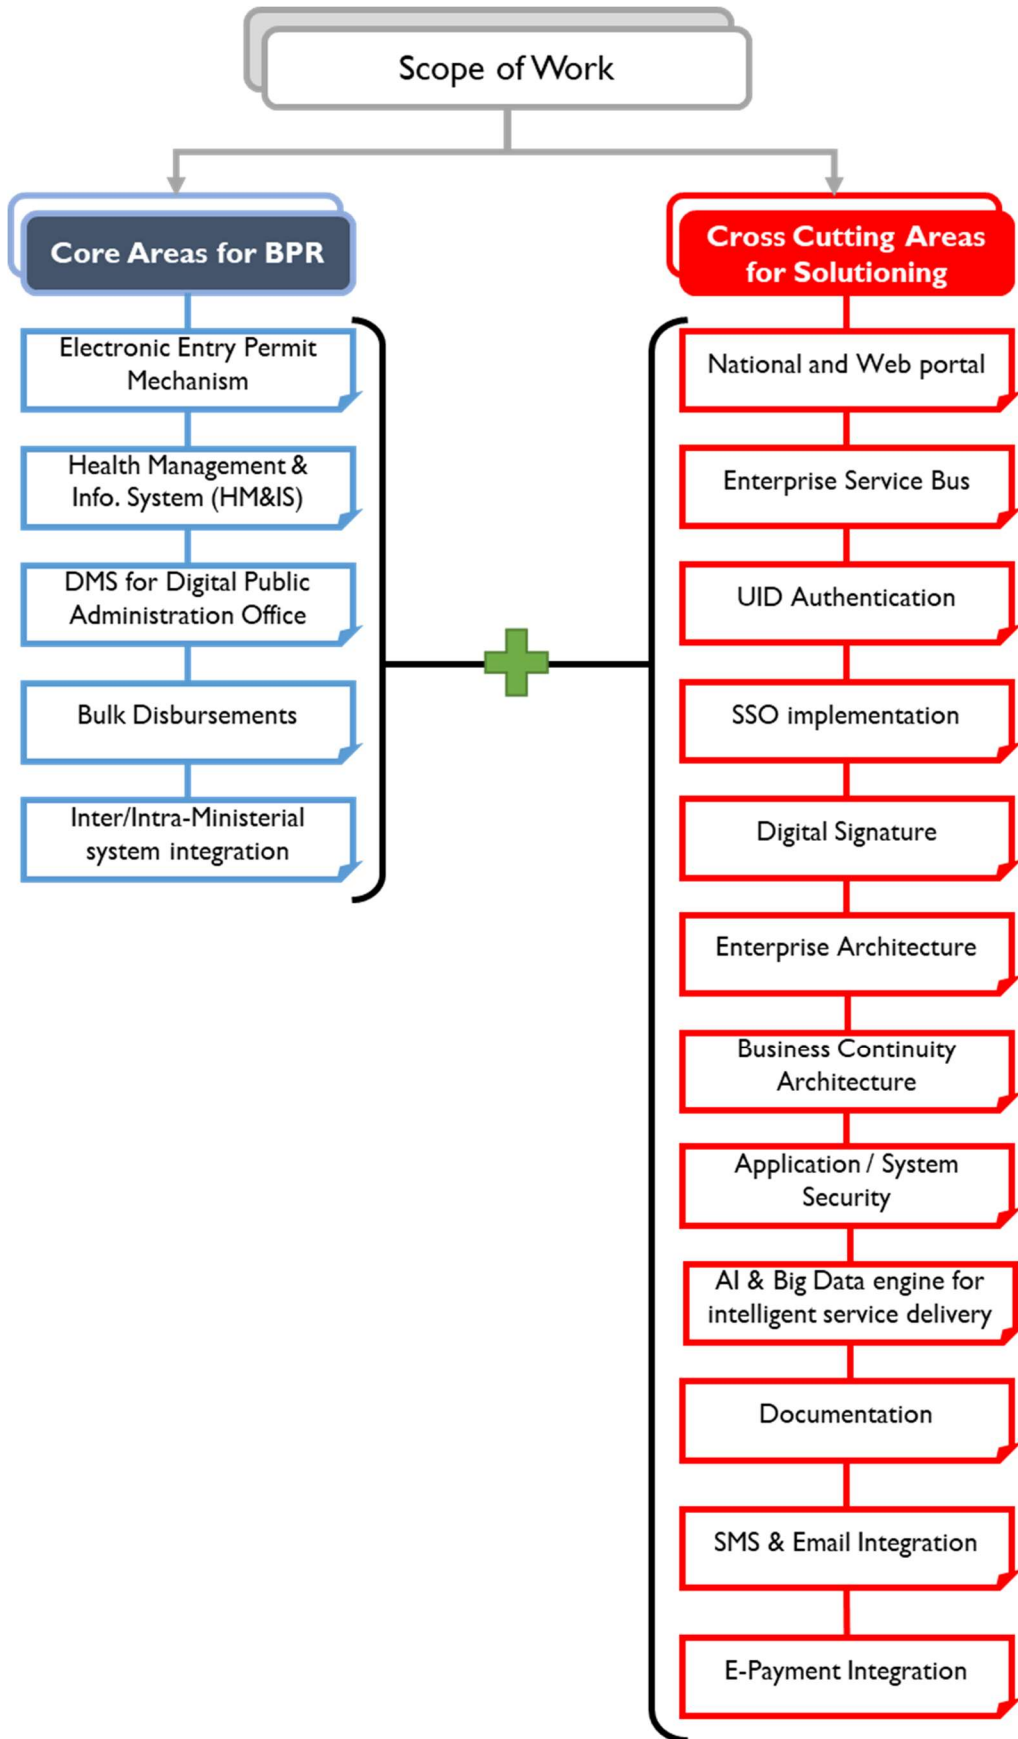 Scope of Work
Core Areas for BPR
Electronic Entry Permit
Mechanism
Health Management &
Info. System (HM&IS)
DMS for Digital Public
Administration Office
Bulk Disbursements
Inter/Intra-Ministerial
system integration
Cross Cutting Areas
for Solutioning
National and Web portal
Enterprise Service Bus
UID Authentication
SSO implementation
Digital Signature
Enterprise Architecture
Business Continuity
Architecture
Application / System
Security
AI & Big Data engine for
intelligent service delivery
Documentation
SMS & Email Integration
E-Payment Integration